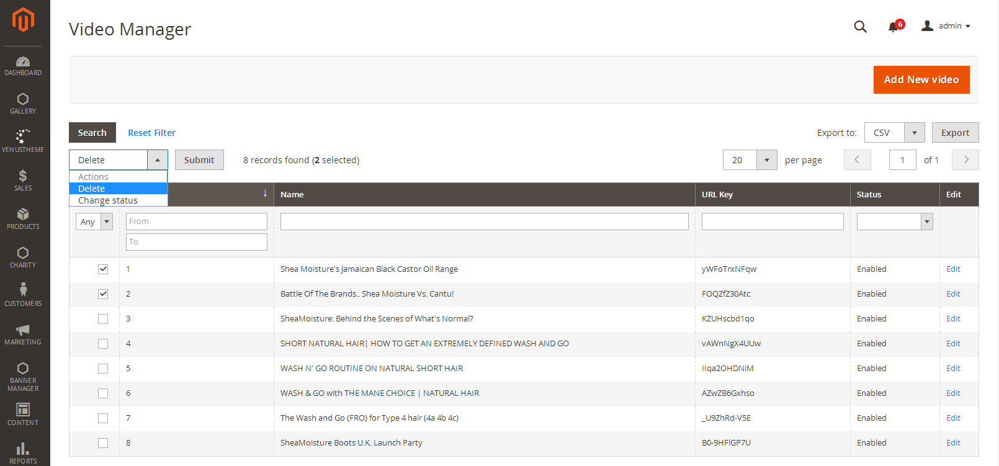 Video Manager
6
admin
DASHBOARD
GALLERY
VENUSTHEME
SALES
PRODUCTS
CHARITY
CUSTOMERS
MARKETING
BANNER
MANAGER
CONTENT
REPORTS
Add New video
Search Reset Filter Export to: CSV Export
Delete Submit 8 records found (2 selected) 20 per page 1 of 1
Actions
Delete
Change status
Name URL Key Status Edit
Any From
To
1 Shea Moisture's Jamaican Black Castor Oil Range yWFoTrxNFqw Enabled Edit
2 Battle Of The Brands.. Shea Moisture Vs. Cantu! FOQZfZ30Atc Enabled Edit
3 SheaMoisture: Behind the Scenes of What's Normal? KZUHscbd1qo Enabled Edit
4 SHORT NATURAL HAIR| HOW TO GET AN EXTREMELY DEFINED WASH AND GO vAWnNgX4UUw Enabled Edit
5 WASH N' GO ROUTINE ON NATURAL SHORT HAIR IIqa2OHDNiM Enabled Edit
6 WASH & GO with THE MANE CHOICE | NATURAL HAIR AZwZB6Gxhso Enabled Edit
7 The Wash and Go (FRO) for Type 4 hair (4a 4b 4c) _U9ZhRd-V5E Enabled Edit
8 SheaMoisture Boots U.K. Launch Party B0-9HFlGP7U Enabled Edit